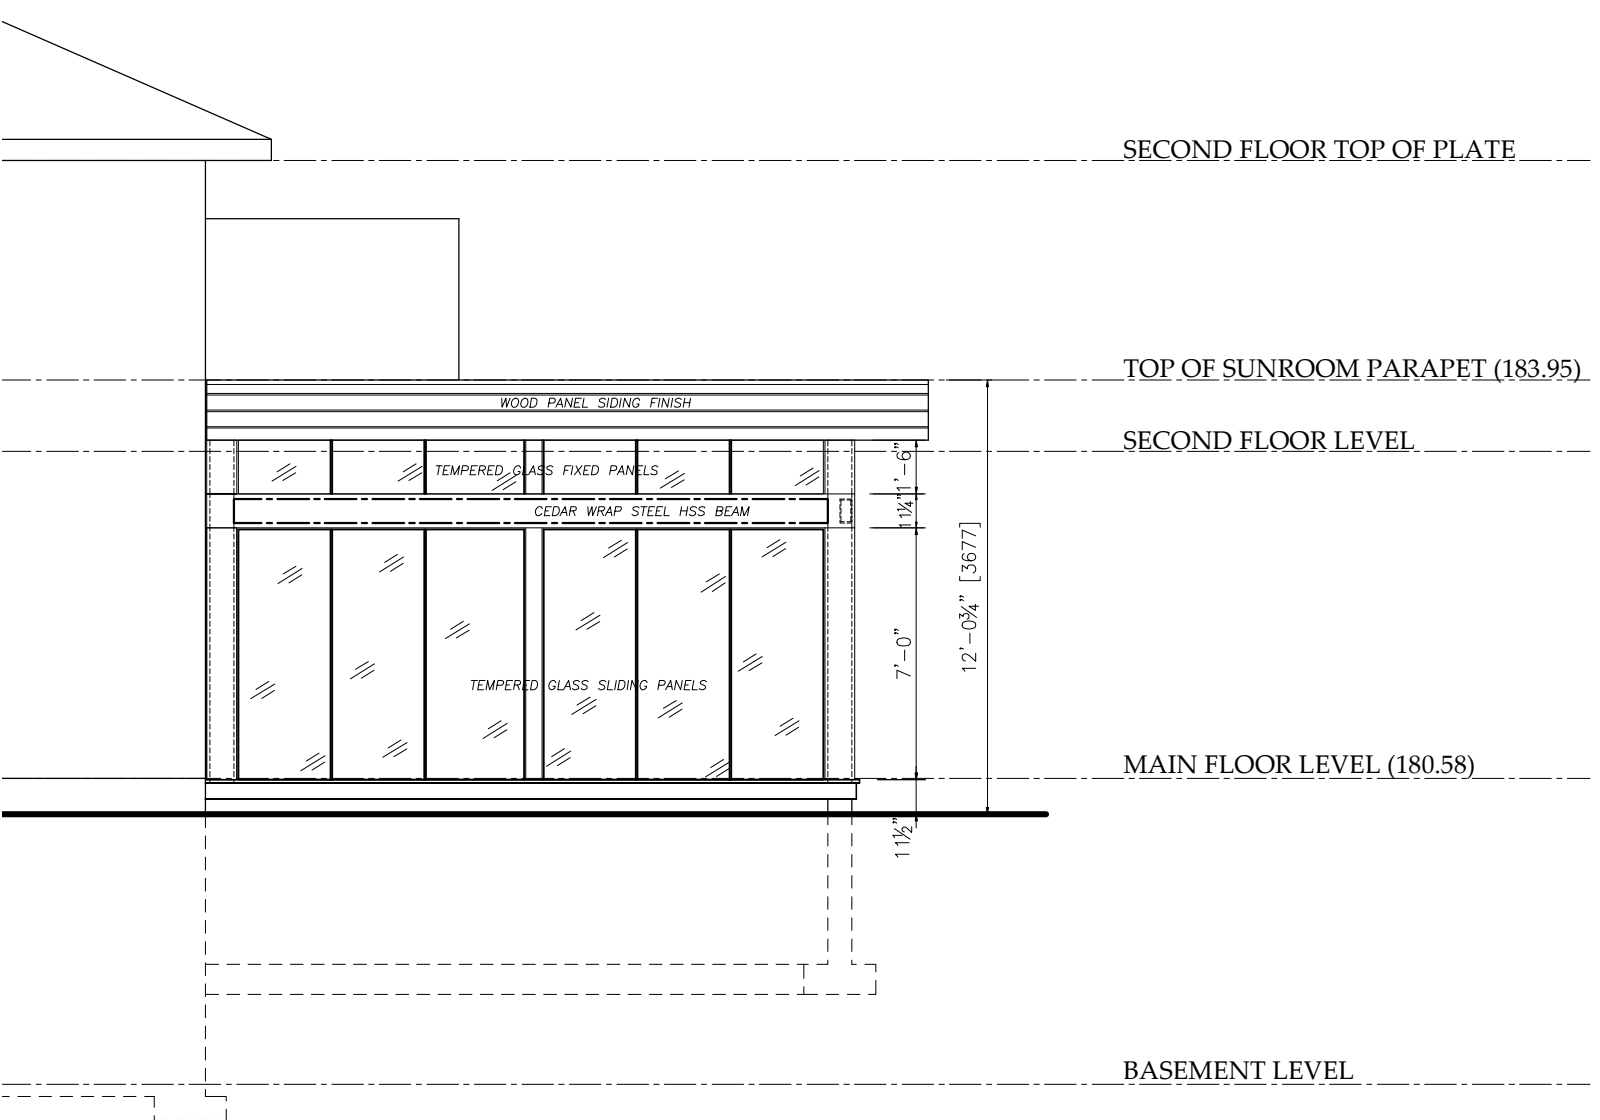 SECOND FLOOR TOP OF PLATE
TOP OF SUNROOM PARAPET (183.95)
WOOD PANEL SIDING FINISH
SECOND FLOOR LEVEL
TEMPERED GLASS FIXED PANELS
1'-6"
CEDAR WRAP STEEL HSS BEAM
11¼"
12'-0¾" [3677]
7'-0"
TEMPERED GLASS SLIDING PANELS
MAIN FLOOR LEVEL (180.58)
11½"
BASEMENT LEVEL